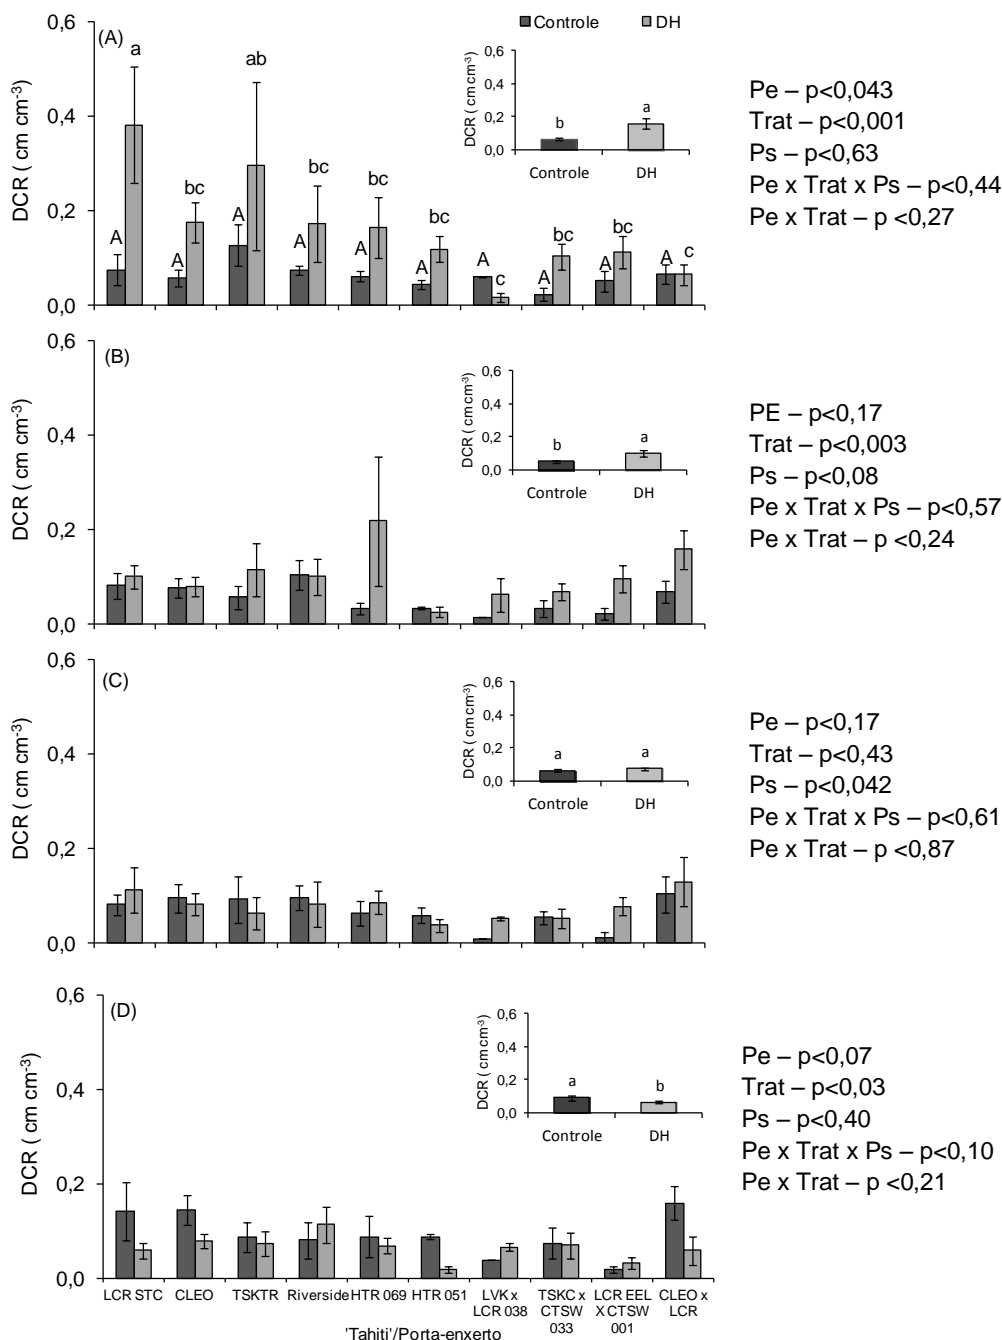 Controle DH
(A)
0,6
0,4
0,2
0,0
DCR ( cm cm-3)
a
ab
bc
bc
bc
bc
c
bc
bc
c
A
A
A
A
A
A
A
A
A
A
DCR ( cm cm-3)
0,6
0,4
0,2
0,0
b
a
Controle DH
Pe – p<0,043
Trat – p<0,001
Ps – p<0,63
Pe x Trat x Ps – p<0,44
Pe x Trat – p <0,27
(B)
0,6
0,4
0,2
0,0
DCR ( cm cm-3)
DCR ( cm cm-3)
0,6
0,4
0,2
0,0
b
a
Controle DH
PE – p<0,17
Trat – p<0,003
Ps – p<0,08
Pe x Trat x Ps – p<0,57
Pe x Trat – p <0,24
(C)
0,6
0,4
0,2
0,0
DCR ( cm cm-3)
DCR ( cm cm-3)
0,6
0,4
0,2
0,0
a
a
Controle DH
Pe – p<0,17
Trat – p<0,43
Ps – p<0,042
Pe x Trat x Ps – p<0,61
Pe x Trat – p <0,87
(D)
0,6
0,4
0,2
0,0
DCR ( cm cm-3)
DCR ( cm cm-3)
0,6
0,4
0,2
0,0
a
b
Controle DH
Pe – p<0,07
Trat – p<0,03
Ps – p<0,40
Pe x Trat x Ps – p<0,10
Pe x Trat – p <0,21
LCR STC
CLEO
TSKTR
Riverside
HTR 069
HTR 051
LVK x
LCR 038
TSKC x
CTSW
033
LCR EEL
X CTSW
001
CLEO x
LCR
'Tahiti'/Porta-enxerto